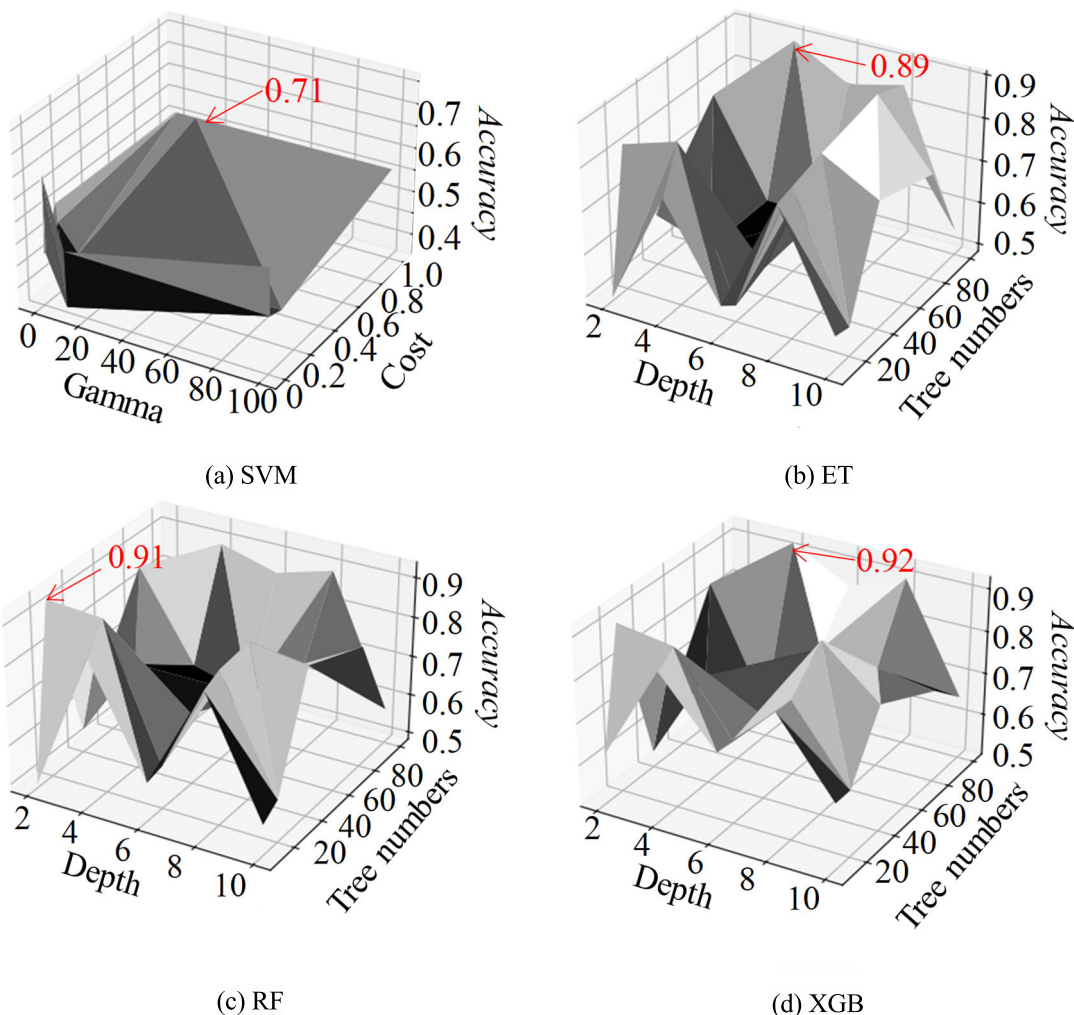 0.71
0.7
0.6
0.5
0.4
Accuracy
0 20 40 60 80 100
Gamma
0 0.2 0.4 0.6 0.8 1.0
Cost
(a) SVM
0.89
0.9
0.8
0.7
0.6
0.5
Accuracy
2 4 6 8 10
Depth
20 40 60 80
Tree numbers
(b) ET
0.91
0.9
0.8
0.7
0.6
0.5
Accuracy
2 4 6 8 10
Depth
20 40 60 80
Tree numbers
(c) RF
0.92
0.9
0.8
0.7
0.6
0.5
Accuracy
2 4 6 8 10
Depth
20 40 60 80
Tree numbers
(d) XGB